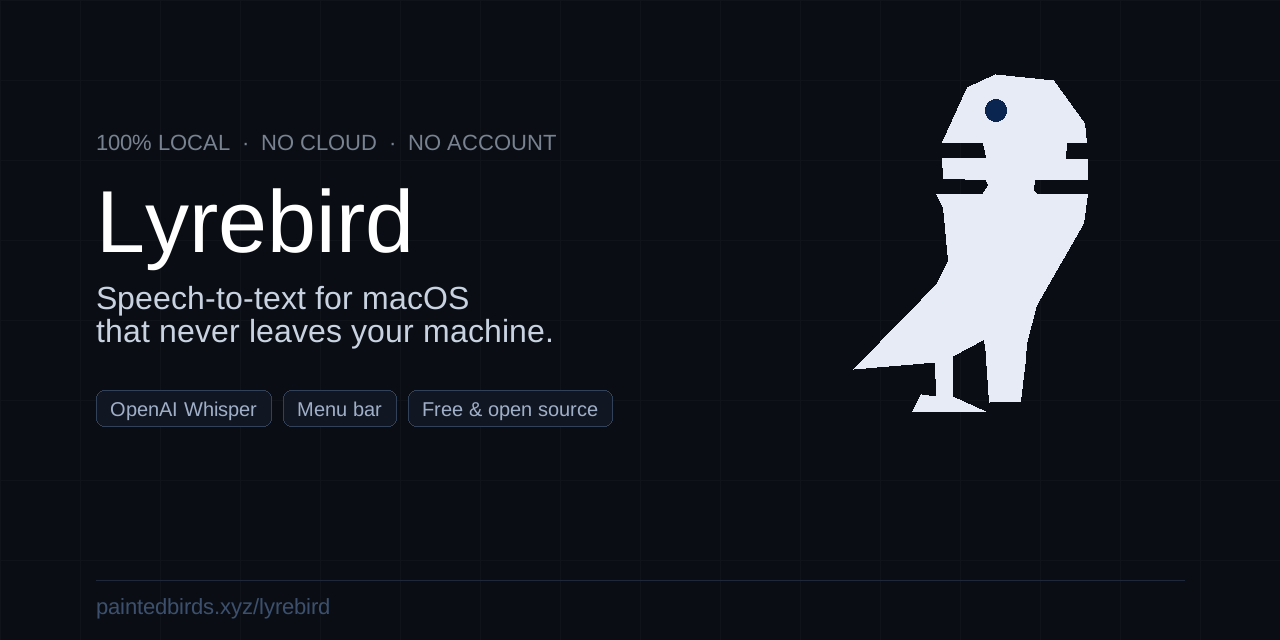 100% LOCAL · NO CLOUD · NO ACCOUNT
Lyrebird
Speech-to-text for macOS
that never leaves your machine.
OpenAI Whisper Menu bar Free & open source
paintedbirds.xyz/lyrebird